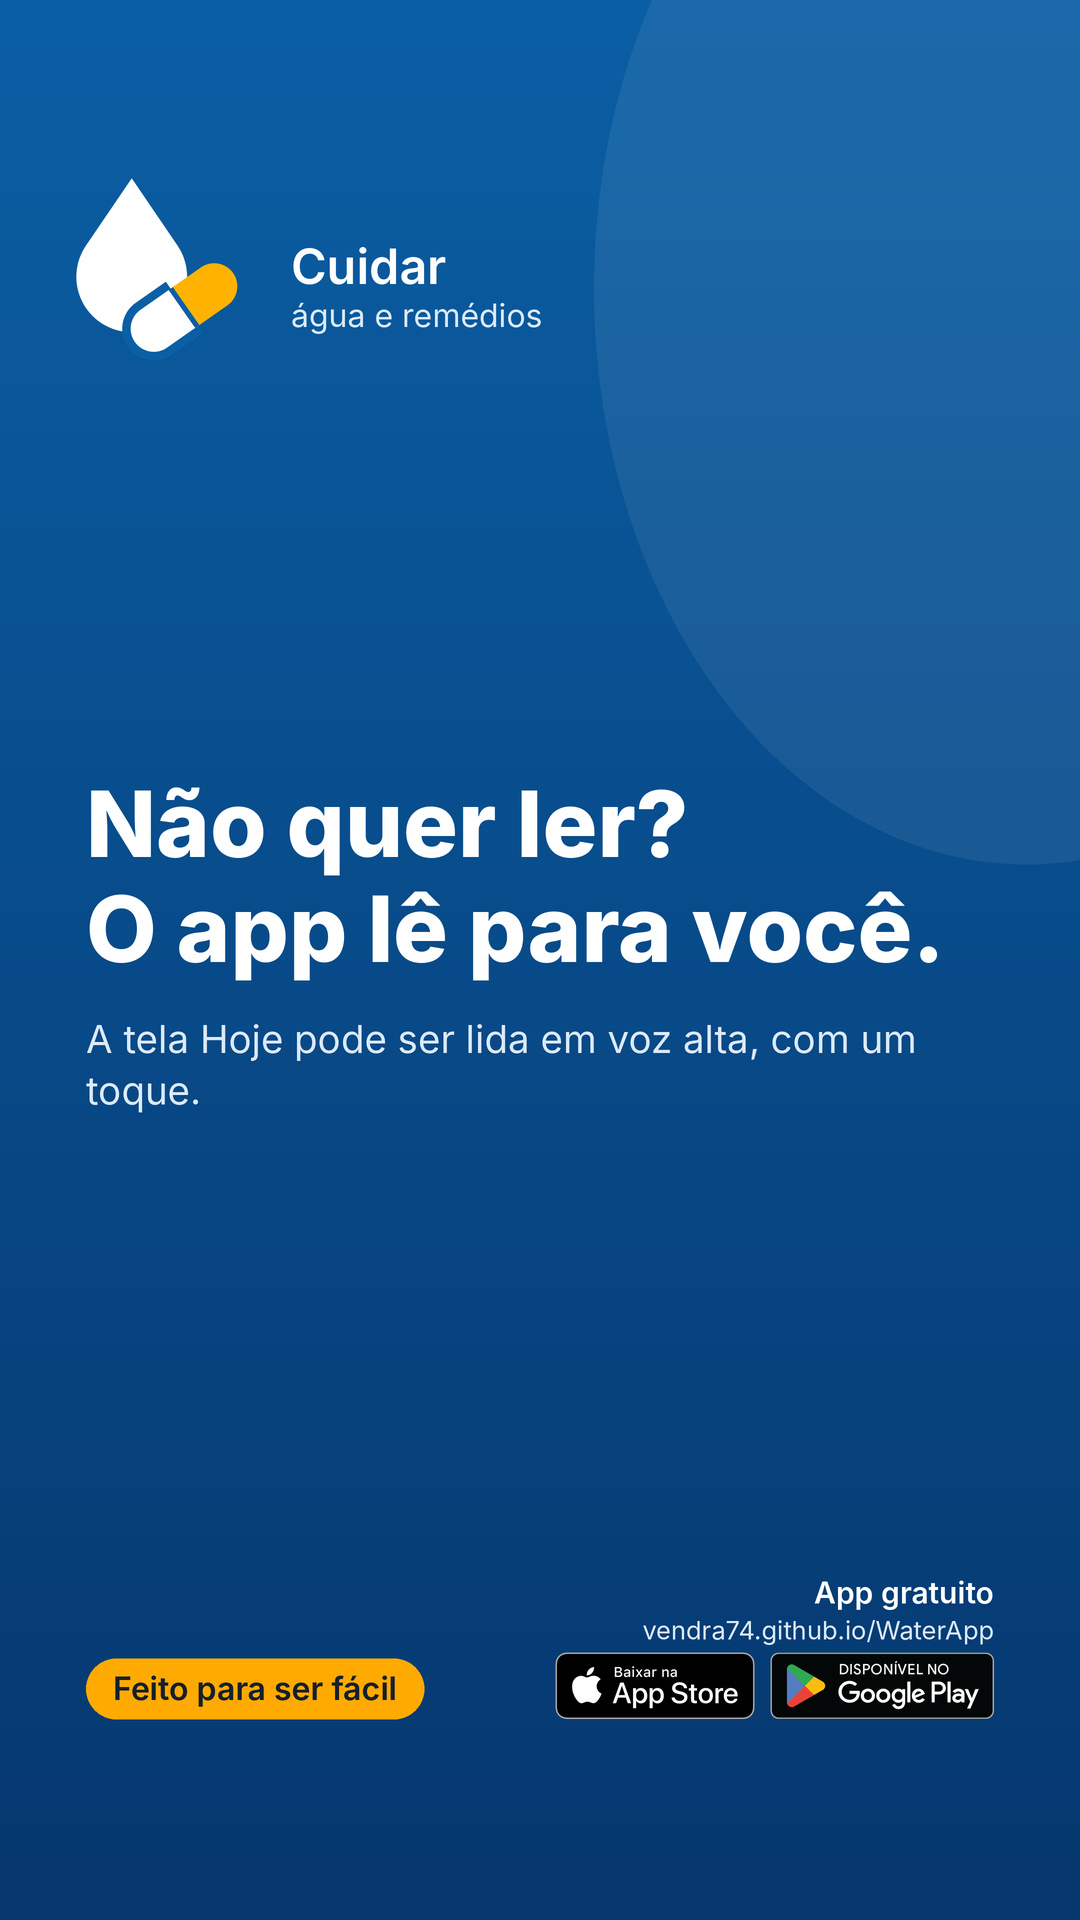 Cuidar
água e remédios
Não quer ler?
O app lê para você.
A tela Hoje pode ser lida em voz alta, com um
toque.
App gratuito
vendra74.github.io/WaterApp
Feito para ser fácil
Baixar na
App Store
DISPONÍVEL NO
Google Play